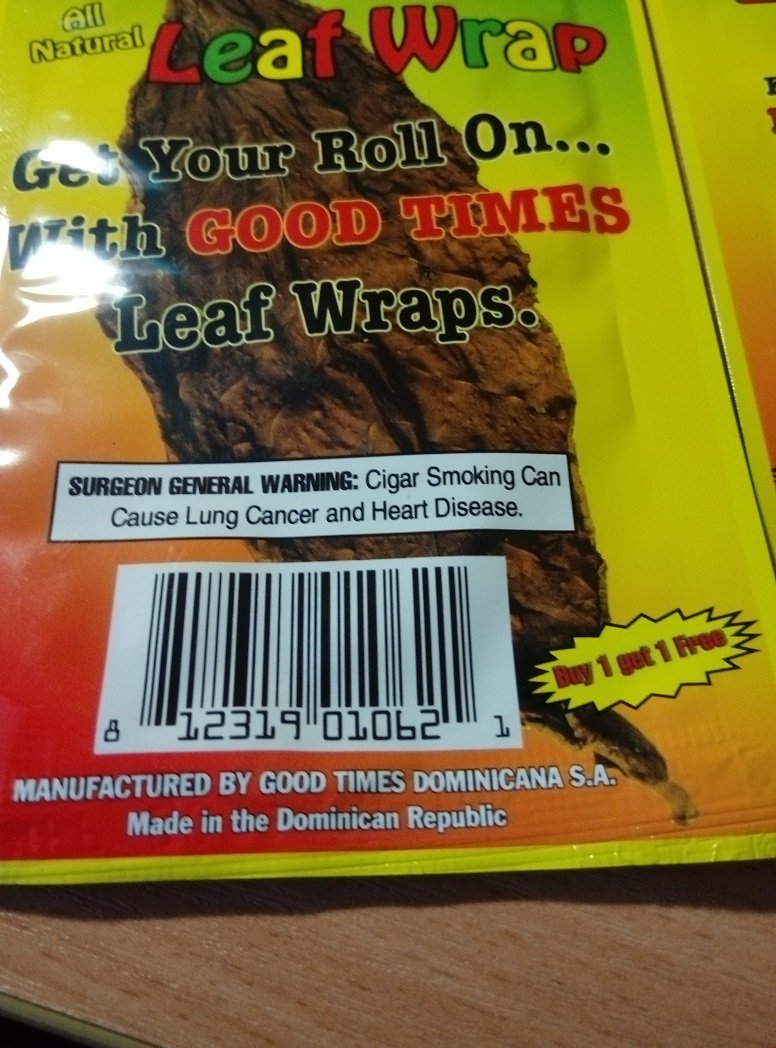 All
Natural
Leaf Wrap
Get Your Roll On...
With GOOD TIMES
Leaf Wraps.
SURGEON GENERAL WARNING: Cigar Smoking Can
Cause Lung Cancer and Heart Disease.
Buy 1 get 1 Free
8 12319 01062 1
MANUFACTURED BY GOOD TIMES DOMINICANA S.A.
Made in the Dominican Republic